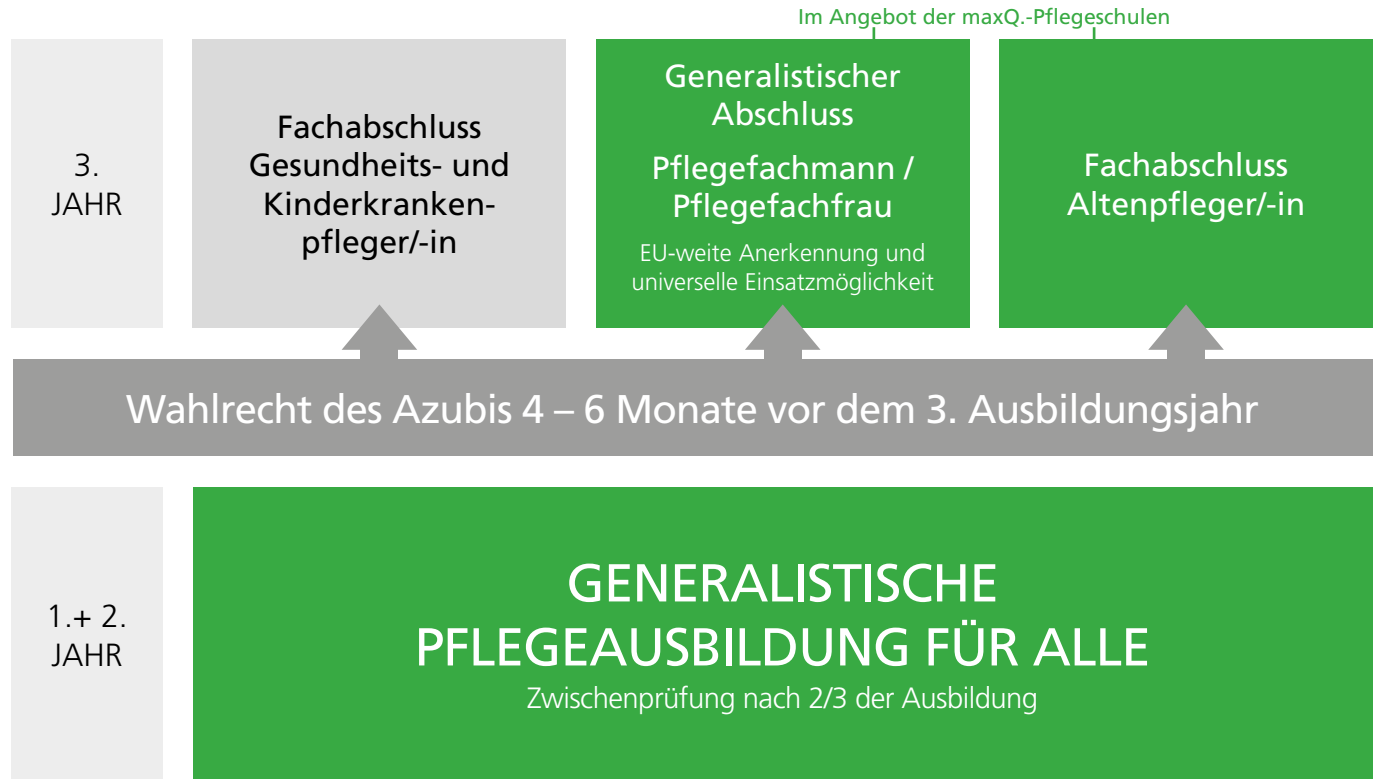 Im Angebot der maxQ.-Pflegeschulen
3.
JAHR
Fachabschluss
Gesundheits- und
Kinderkranken-
pfleger/-in
Generalistischer
Abschluss
Pflegefachmann /
Pflegefachfrau
EU-weite Anerkennung und
universelle Einsatzmöglichkeit
Fachabschluss
Altenpfleger/-in
Wahlrecht des Azubis 4 – 6 Monate vor dem 3. Ausbildungsjahr
1.+ 2.
JAHR
GENERALISTISCHE
PFLEGEAUSBILDUNG FÜR ALLE
Zwischenprüfung nach 2/3 der Ausbildung